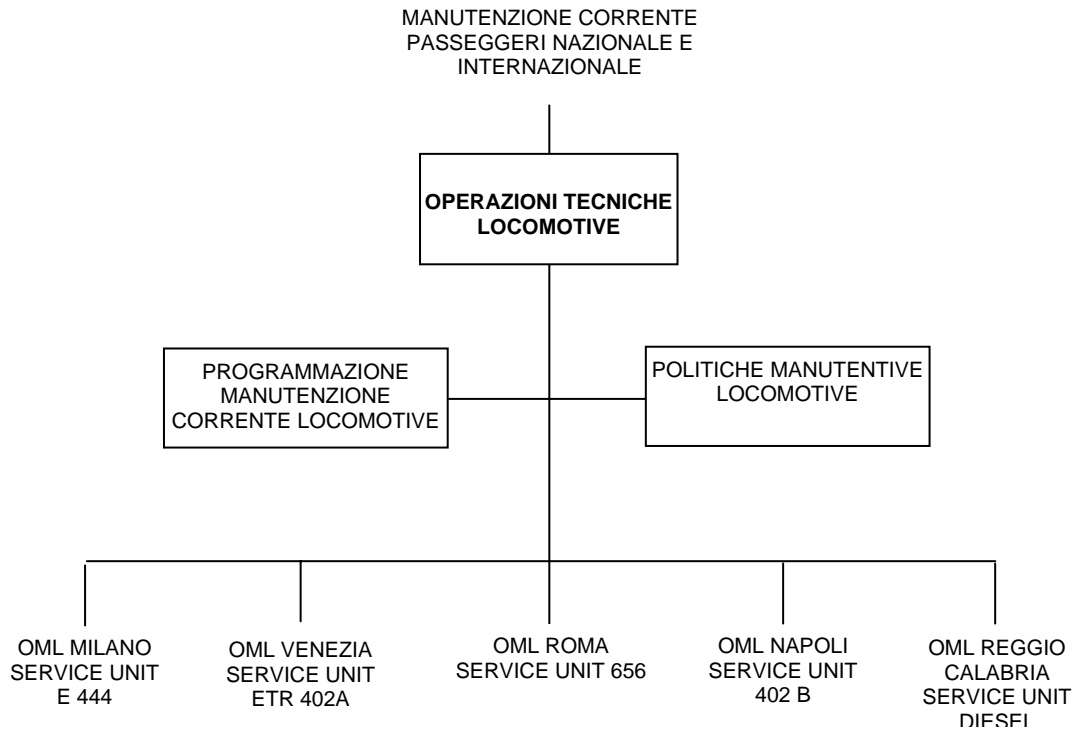 MANUTENZIONE CORRENTE
PASSEGGERI NAZIONALE E
INTERNAZIONALE
OPERAZIONI TECNICHE
LOCOMOTIVE
PROGRAMMAZIONE
MANUTENZIONE
CORRENTE LOCOMOTIVE
POLITICHE MANUTENTIVE
LOCOMOTIVE
OML MILANO
SERVICE UNIT
E 444
OML VENEZIA
SERVICE UNIT
ETR 402A
OML ROMA
SERVICE UNIT 656
OML NAPOLI
SERVICE UNIT
402 B
OML REGGIO
CALABRIA
SERVICE UNIT
DIESEL